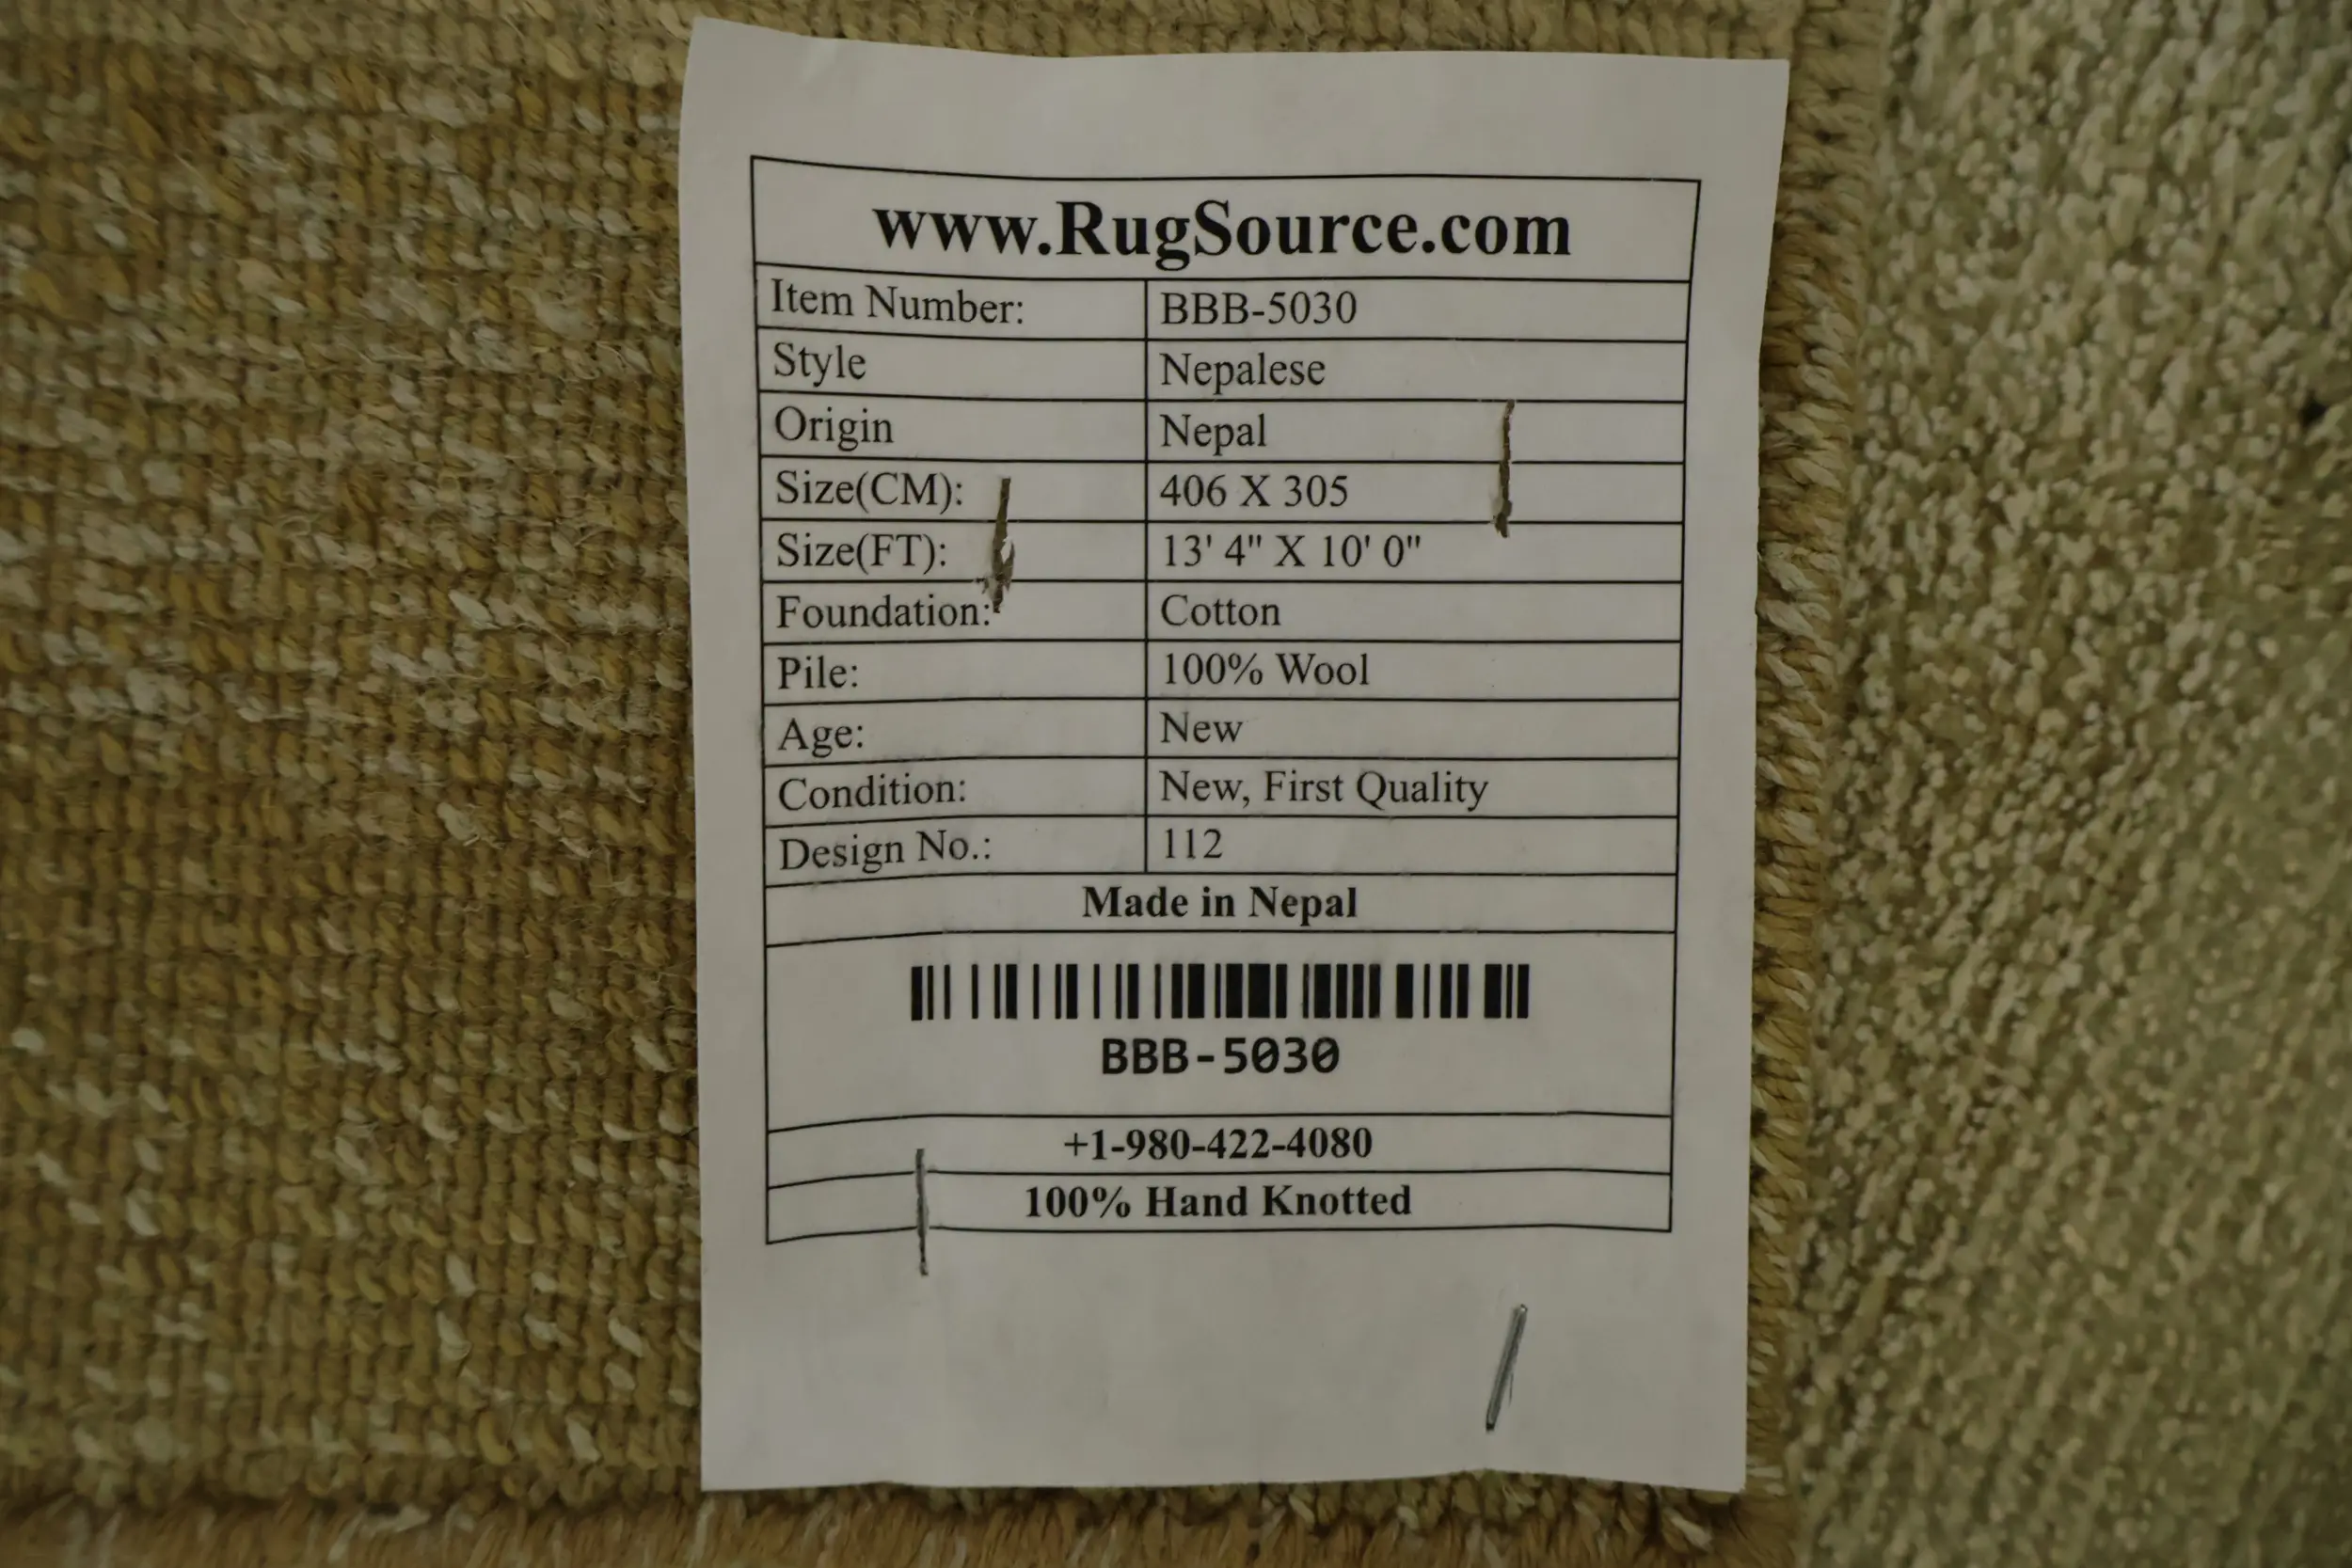 www.RugSource.com
Item Number: BBB-5030
Style Nepalese
Origin Nepal
Size(CM): 406 X 305
Size(FT): 13' 4" X 10' 0"
Foundation: Cotton
Pile: 100% Wool
Age: New
Condition: New, First Quality
Design No.: 112
Made in Nepal
BBB-5030
+1-980-422-4080
100% Hand Knotted